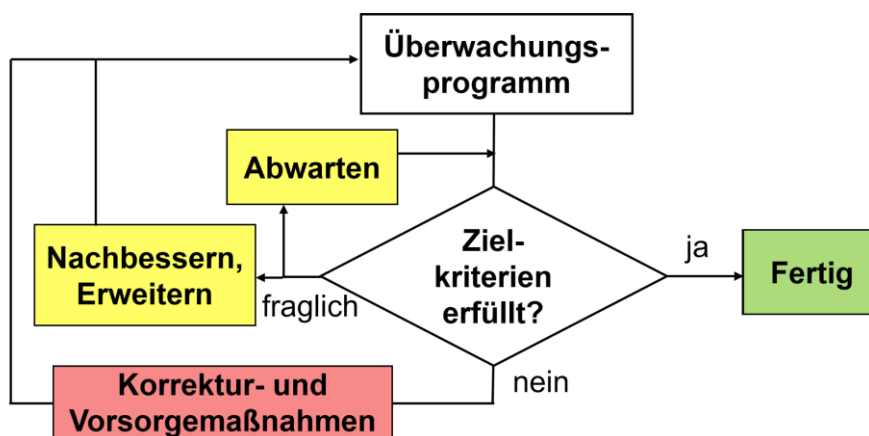 Überwachungs-
programm
Abwarten
Nachbessern,
Erweitern
fraglich
Ziel-
kriterien
erfüllt?
ja
Fertig
nein
Korrektur- und
Vorsorgemaßnahmen